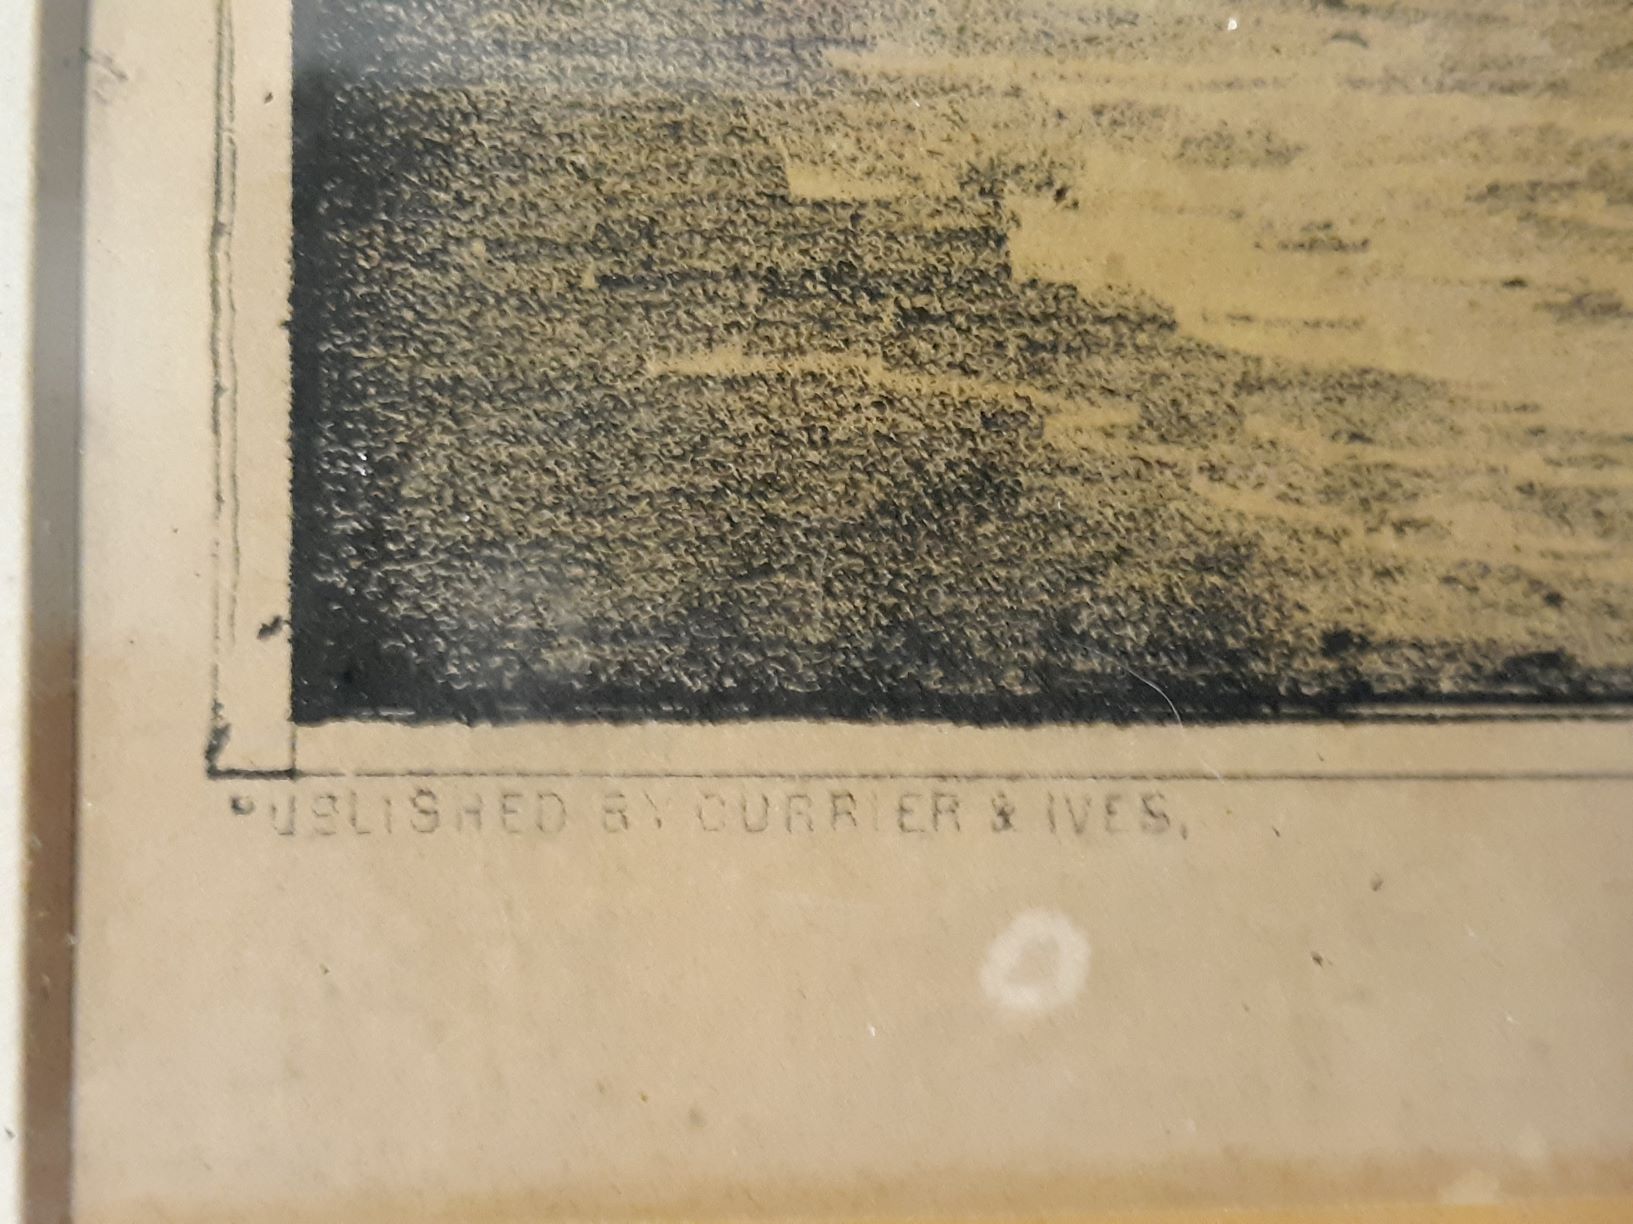 PUBLISHED BY CURRIER & IVES,